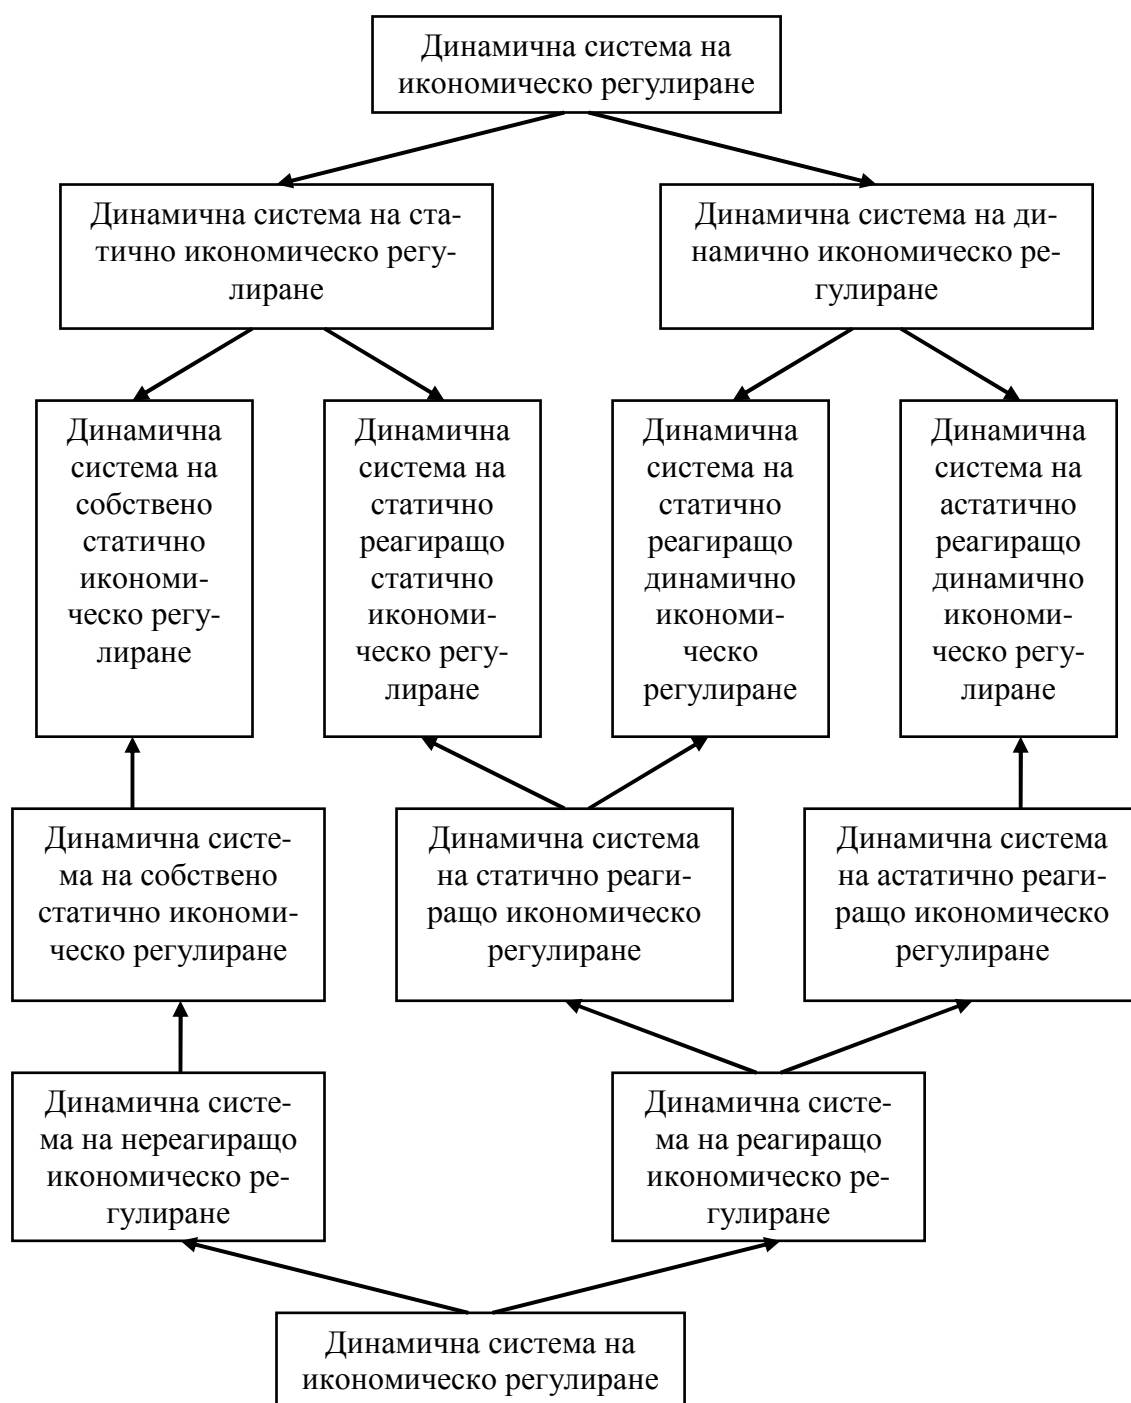 Динамична система на
икономическо регулиране
Динамична система на ста-
тично икономическо регу-
лиране
Динамична система на ди-
намично икономическо ре-
гулиране
Динамична
система на
собствено
статично
икономи-
ческо регу-
лиране
Динамична
система на
статично
реагиращо
статично
икономи-
ческо регу-
лиране
Динамична
система на
статично
реагиращо
динамично
икономи-
ческо
регулиране
Динамична
система на
астатично
реагиращо
динамично
икономи-
ческо регу-
лиране
Динамична систе-
ма на собствено
статично икономи-
ческо регулиране
Динамична система
на статично реаги-
ращо икономическо
регулиране
Динамична система
на астатично реаги-
ращо икономическо
регулиране
Динамична систе-
ма на нереагиращо
икономическо ре-
гулиране
Динамична систе-
ма на реагиращо
икономическо ре-
гулиране
Динамична система на
икономическо регулиране